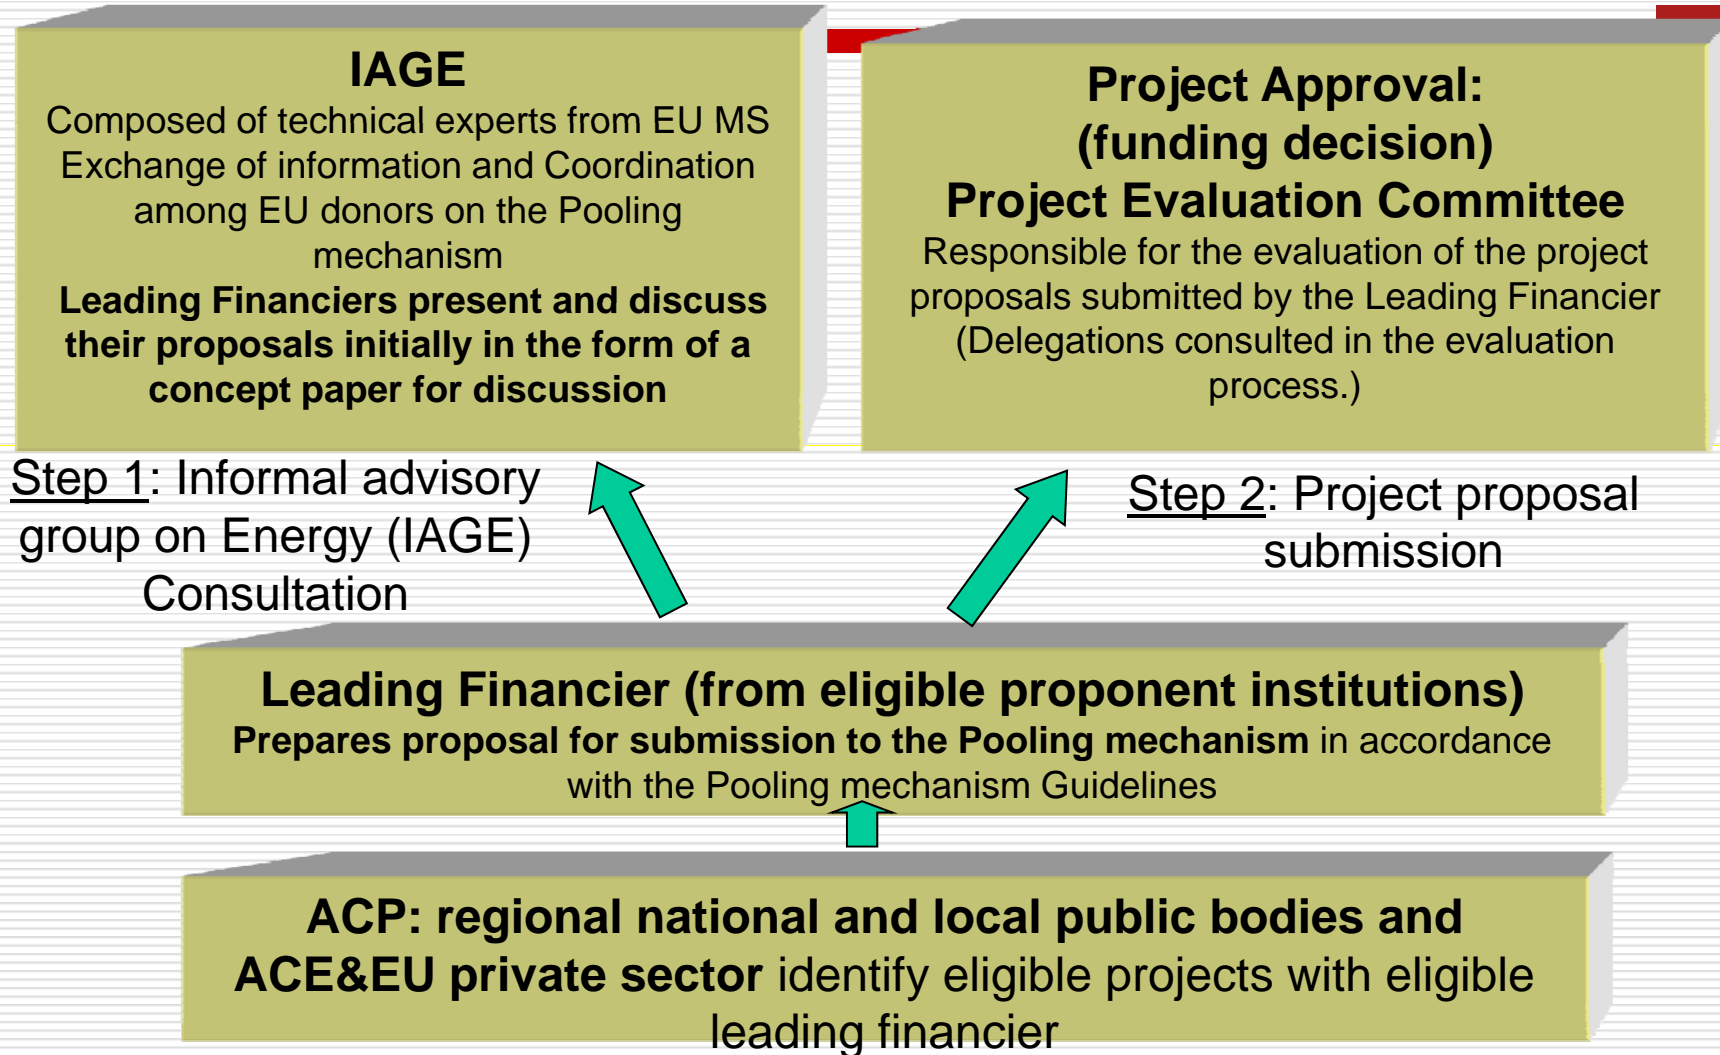 IAGE
Composed of technical experts from EU MS
Exchange of information and Coordination
among EU donors on the Pooling
mechanism
Leading Financiers present and discuss
their proposals initially in the form of a
concept paper for discussion
Project Approval:
(funding decision)
Project Evaluation Committee
Responsible for the evaluation of the project
proposals submitted by the Leading Financier
(Delegations consulted in the evaluation
process.)
Step 1: Informal advisory
group on Energy (IAGE)
Consultation
Step 2: Project proposal
submission
Leading Financier (from eligible proponent institutions)
Prepares proposal for submission to the Pooling mechanism in accordance
with the Pooling mechanism Guidelines
ACP: regional national and local public bodies and
ACE&EU private sector identify eligible projects with eligible
leading financier